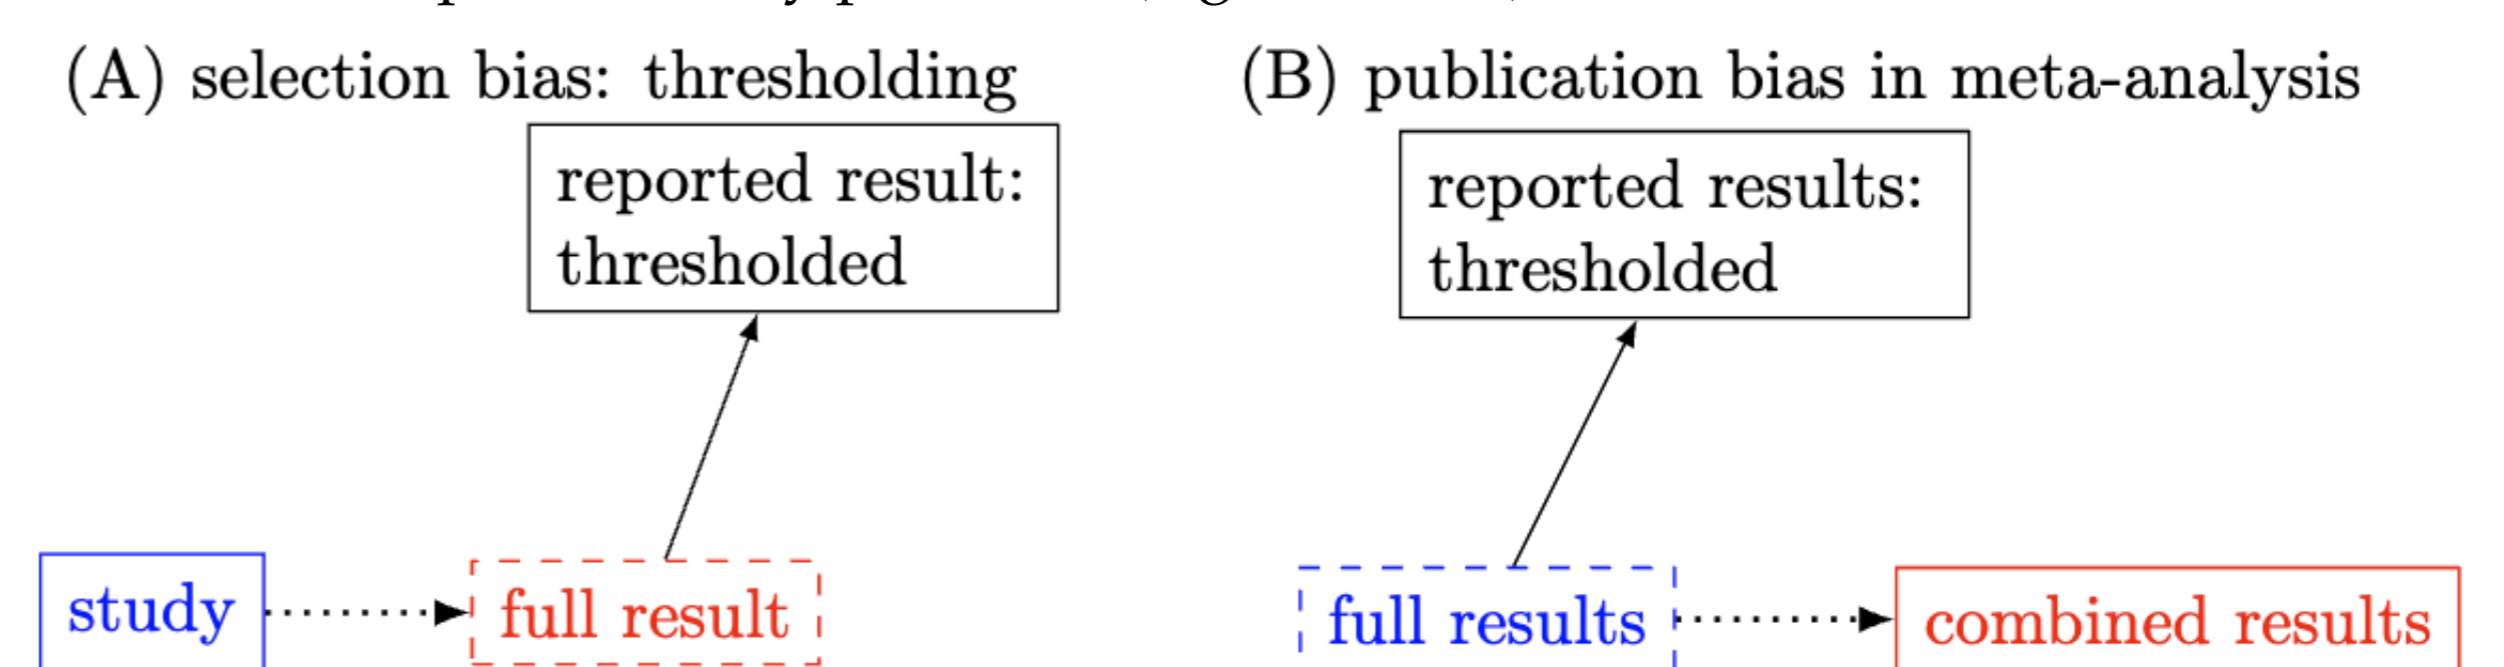 (A) selection bias: thresholding
reported result:
thresholded
study
full result
(B) publication bias in meta-analysis
reported results:
thresholded
full results
combined results